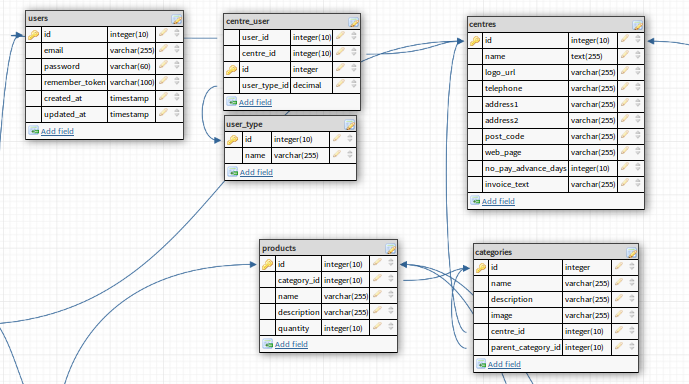 users
id integer(10)
email varchar(255)
password varchar(60)
remember_token varchar(100)
created_at timestamp
updated_at timestamp
Add field
centre_user
user_id integer(10)
centre_id integer(10)
id integer
user_type_id decimal
Add field
user_type
id integer(10)
name varchar(255)
Add field
centres
id integer(10)
name text(255)
logo_url varchar(255)
telephone varchar(255)
address1 varchar(255)
address2 varchar(255)
post_code varchar(255)
web_page varchar(255)
no_pay_advance_days integer(10)
invoice_text varchar(255)
Add field
products
id integer(10)
category_id integer(10)
name varchar(255)
description varchar(255)
quantity integer(10)
Add field
categories
id integer
name varchar(255)
description varchar(255)
image varchar(255)
centre_id integer(10)
parent_category_id integer(10)
Add field